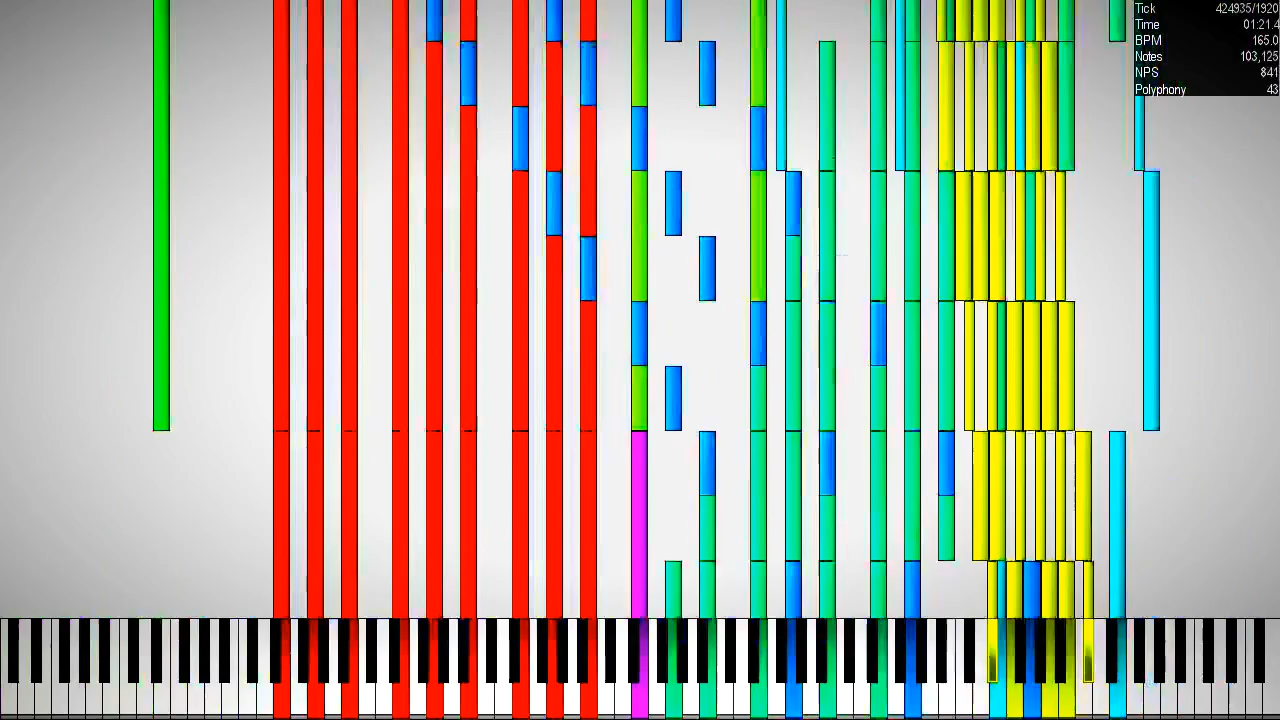 Tick 424935/1920
Time 01:21.4
BPM 165.0
Notes 103,125
NPS 841
Polyphony 43